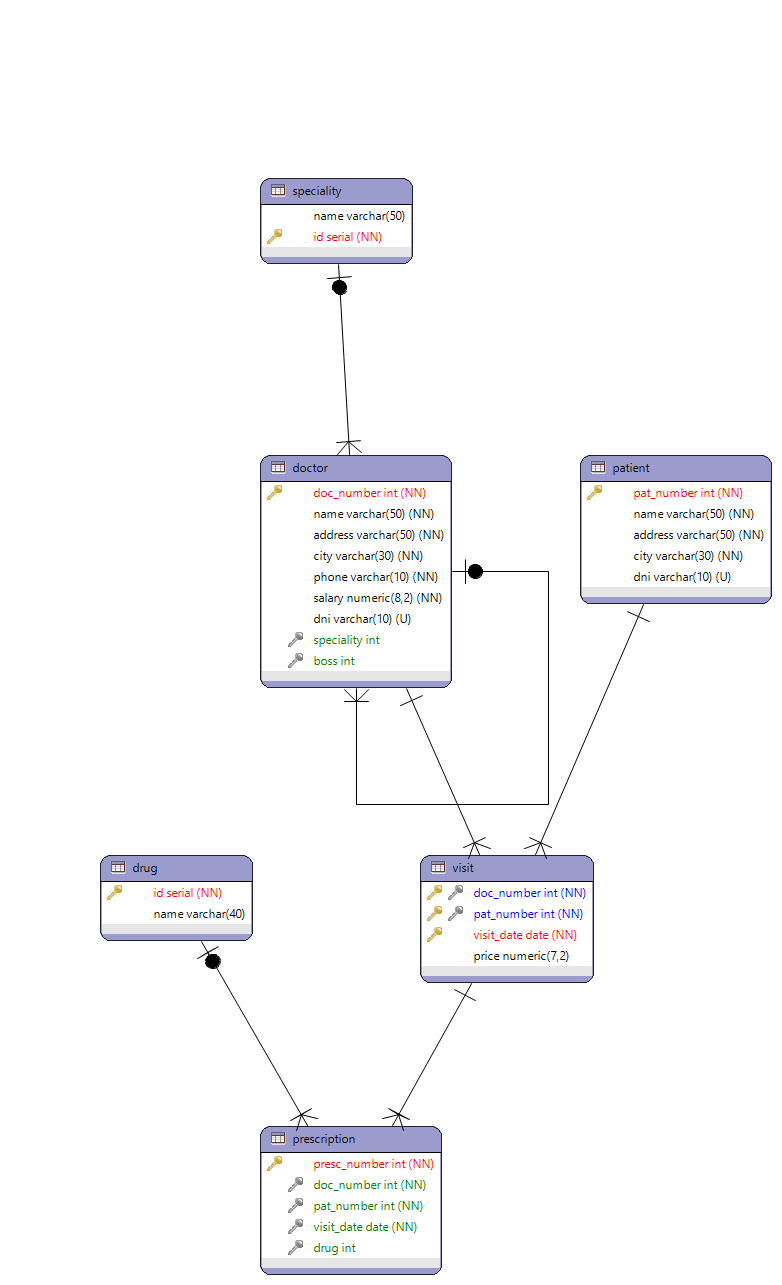 speciality
name varchar(50)
id serial (NN)
doctor
doc_number int (NN)
name varchar(50) (NN)
address varchar(50) (NN)
city varchar(30) (NN)
phone varchar(10) (NN)
salary numeric(8,2) (NN)
dni varchar(10) (U)
speciality int
boss int
patient
pat_number int (NN)
name varchar(50) (NN)
address varchar(50) (NN)
city varchar(30) (NN)
dni varchar(10) (U)
drug
id serial (NN)
name varchar(40)
visit
doc_number int (NN)
pat_number int (NN)
visit_date date (NN)
price numeric(7,2)
prescription
presc_number int (NN)
doc_number int (NN)
pat_number int (NN)
visit_date date (NN)
drug int